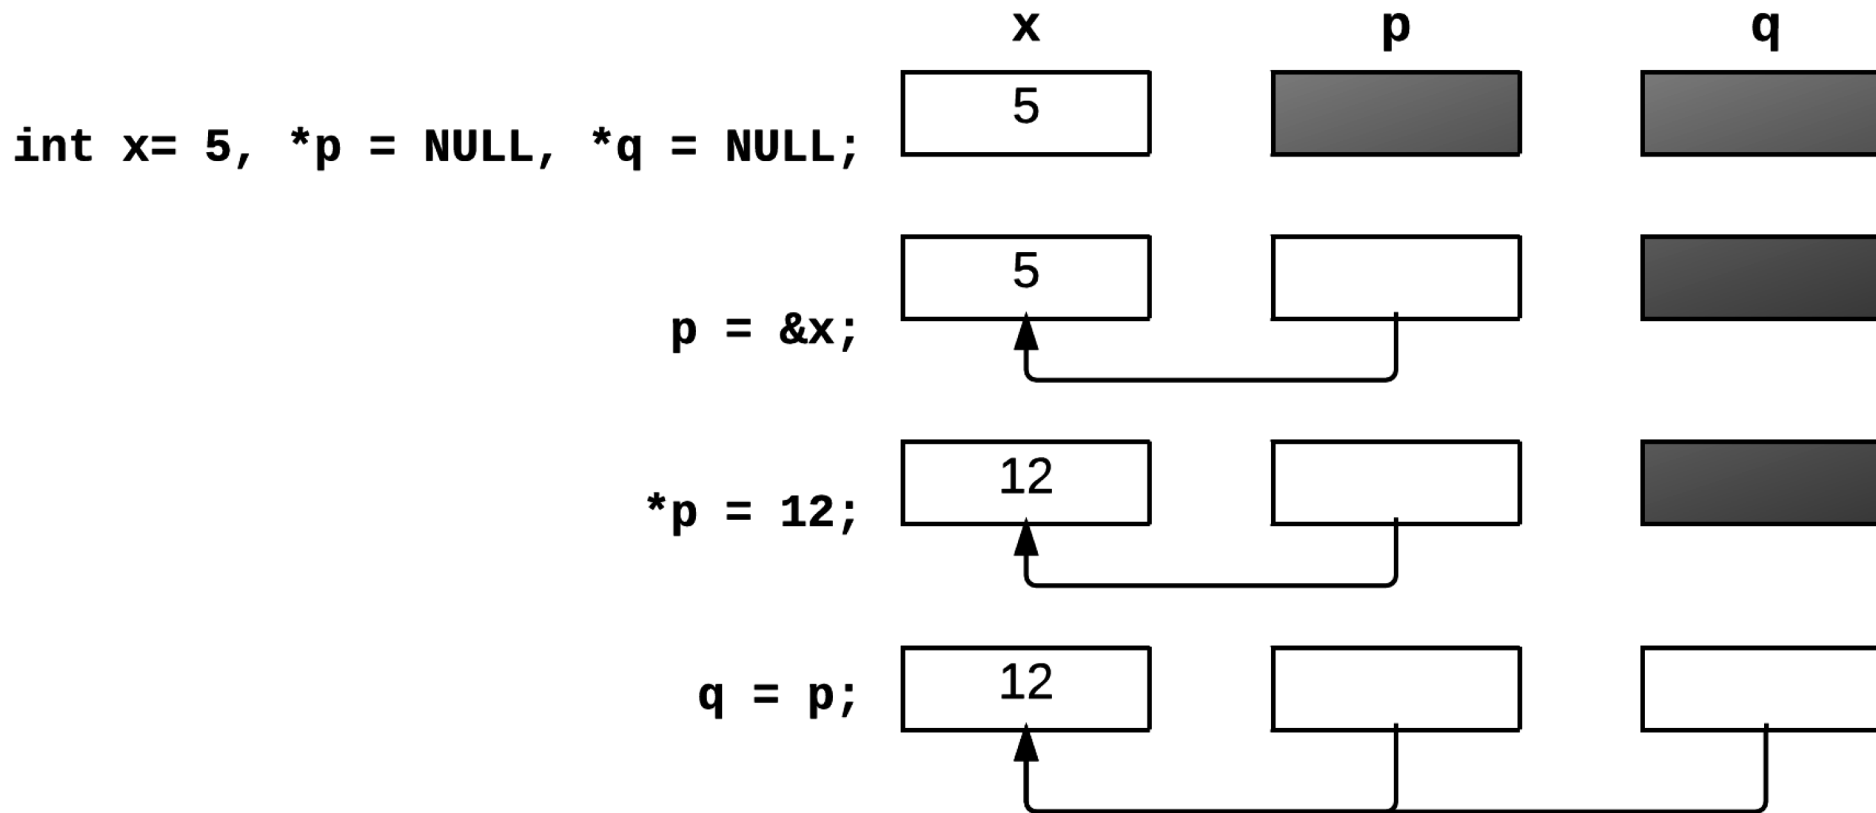 x p q
int x= 5, *p = NULL, *q = NULL; 5
p = &x; 5
*p = 12; 12
q = p; 12